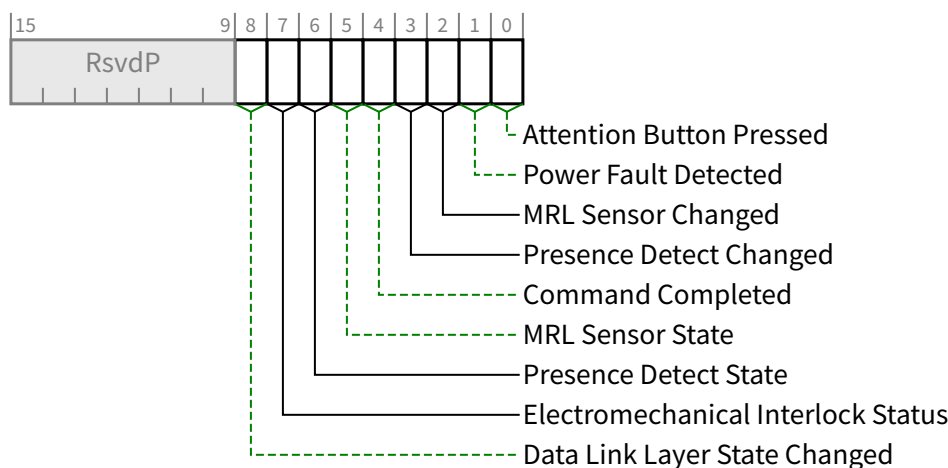 15 9 8 7 6 5 4 3 2 1 0
RsvdP
Attention Button Pressed
Power Fault Detected
MRL Sensor Changed
Presence Detect Changed
Command Completed
MRL Sensor State
Presence Detect State
Electromechanical Interlock Status
Data Link Layer State Changed